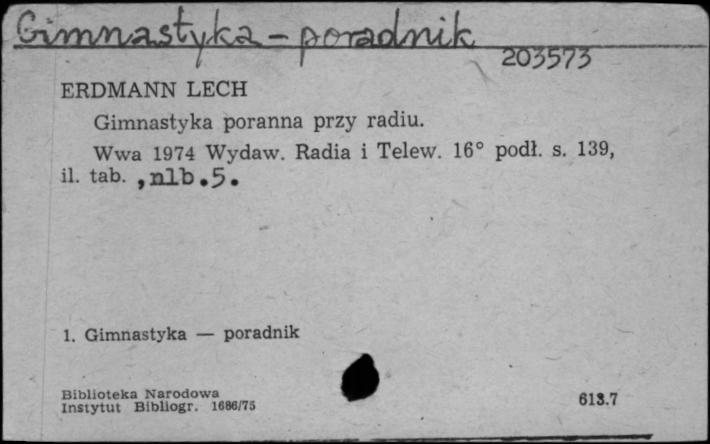 Gimnastyka - poradnik
203573
ERDMANN LECH
Gimnastyka poranna przy radiu.
Wwa 1974 Wydaw. Radia i Telew. 16° podł. s. 139,
il. tab. , nlb.5.
1. Gimnastyka — poradnik
Biblioteka Narodowa
Instytut Bibliogr. 1686/75
613.7